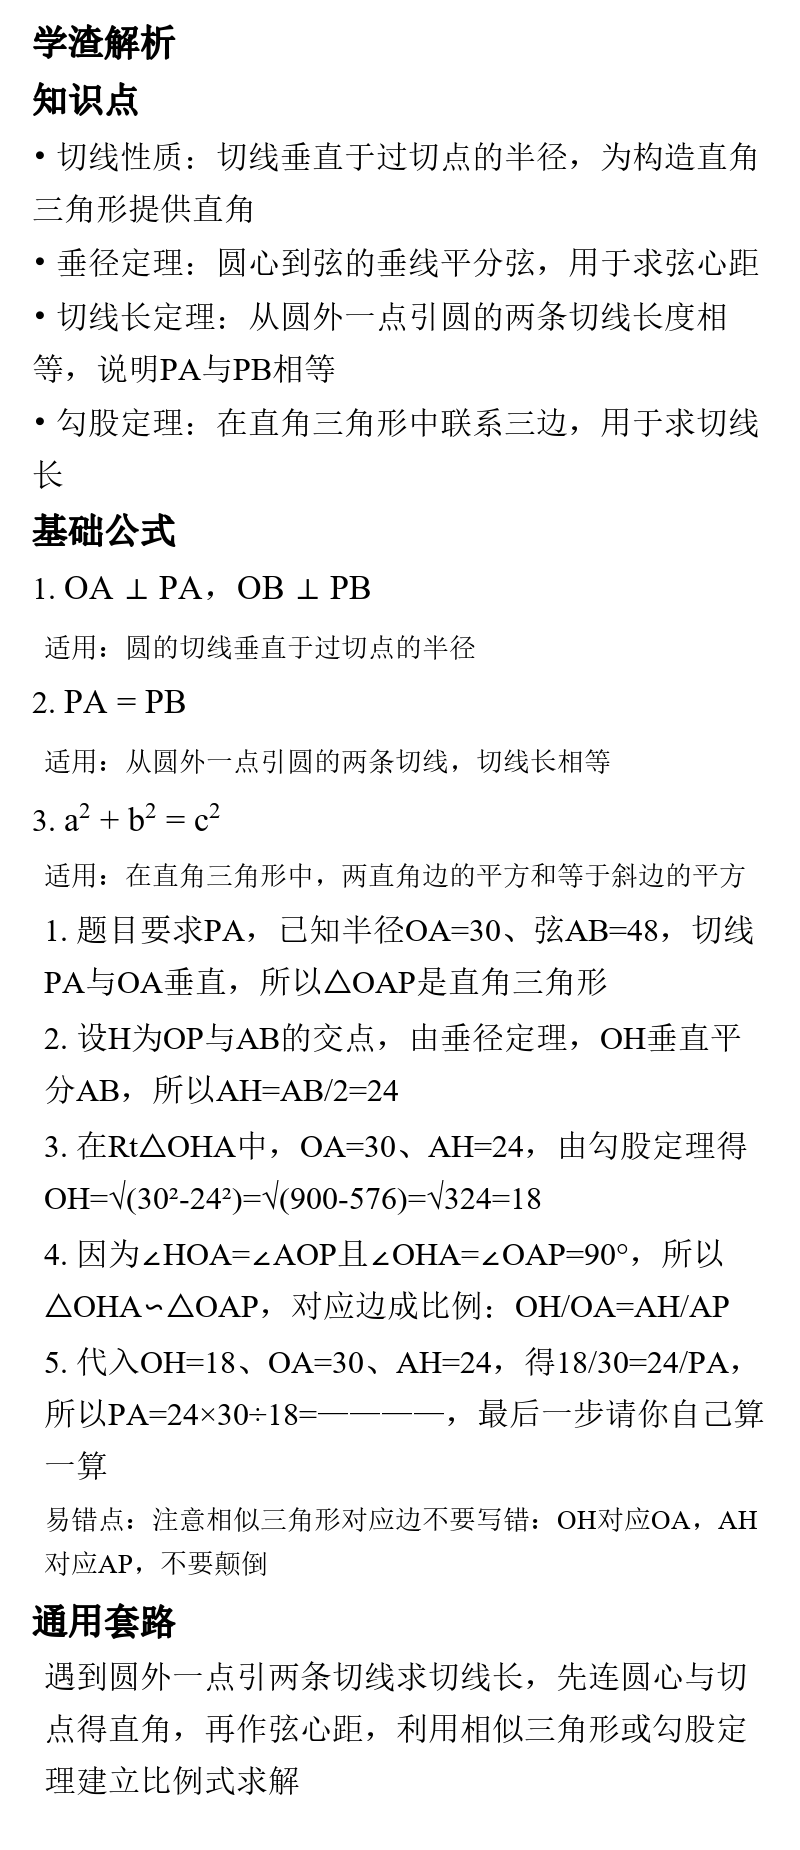 学渣解析
知识点
• 切线性质：切线垂直于过切点的半径，为构造直角
三角形提供直角
• 垂径定理：圆心到弦的垂线平分弦，用于求弦心距
• 切线长定理：从圆外一点引圆的两条切线长度相
等，说明PA与PB相等
• 勾股定理：在直角三角形中联系三边，用于求切线
长
基础公式
1. OA ⊥ PA，OB ⊥ PB
适用：圆的切线垂直于过切点的半径
2. PA = PB
适用：从圆外一点引圆的两条切线，切线长相等
3. a² + b² = c²
适用：在直角三角形中，两直角边的平方和等于斜边的平方
1. 题目要求PA，已知半径OA=30、弦AB=48，切线
PA与OA垂直，所以△OAP是直角三角形
2. 设H为OP与AB的交点，由垂径定理，OH垂直平
分AB，所以AH=AB/2=24
3. 在Rt△OHA中，OA=30、AH=24，由勾股定理得
OH=√(30²-24²)=√(900-576)=√324=18
4. 因为∠HOA=∠AOP且∠OHA=∠OAP=90°，所以
△OHA∽△OAP，对应边成比例：OH/OA=AH/AP
5. 代入OH=18、OA=30、AH=24，得18/30=24/PA，
所以PA=24×30÷18=————，最后一步请你自己算
一算
易错点：注意相似三角形对应边不要写错：OH对应OA，AH
对应AP，不要颠倒
通用套路
遇到圆外一点引两条切线求切线长，先连圆心与切
点得直角，再作弦心距，利用相似三角形或勾股定
理建立比例式求解